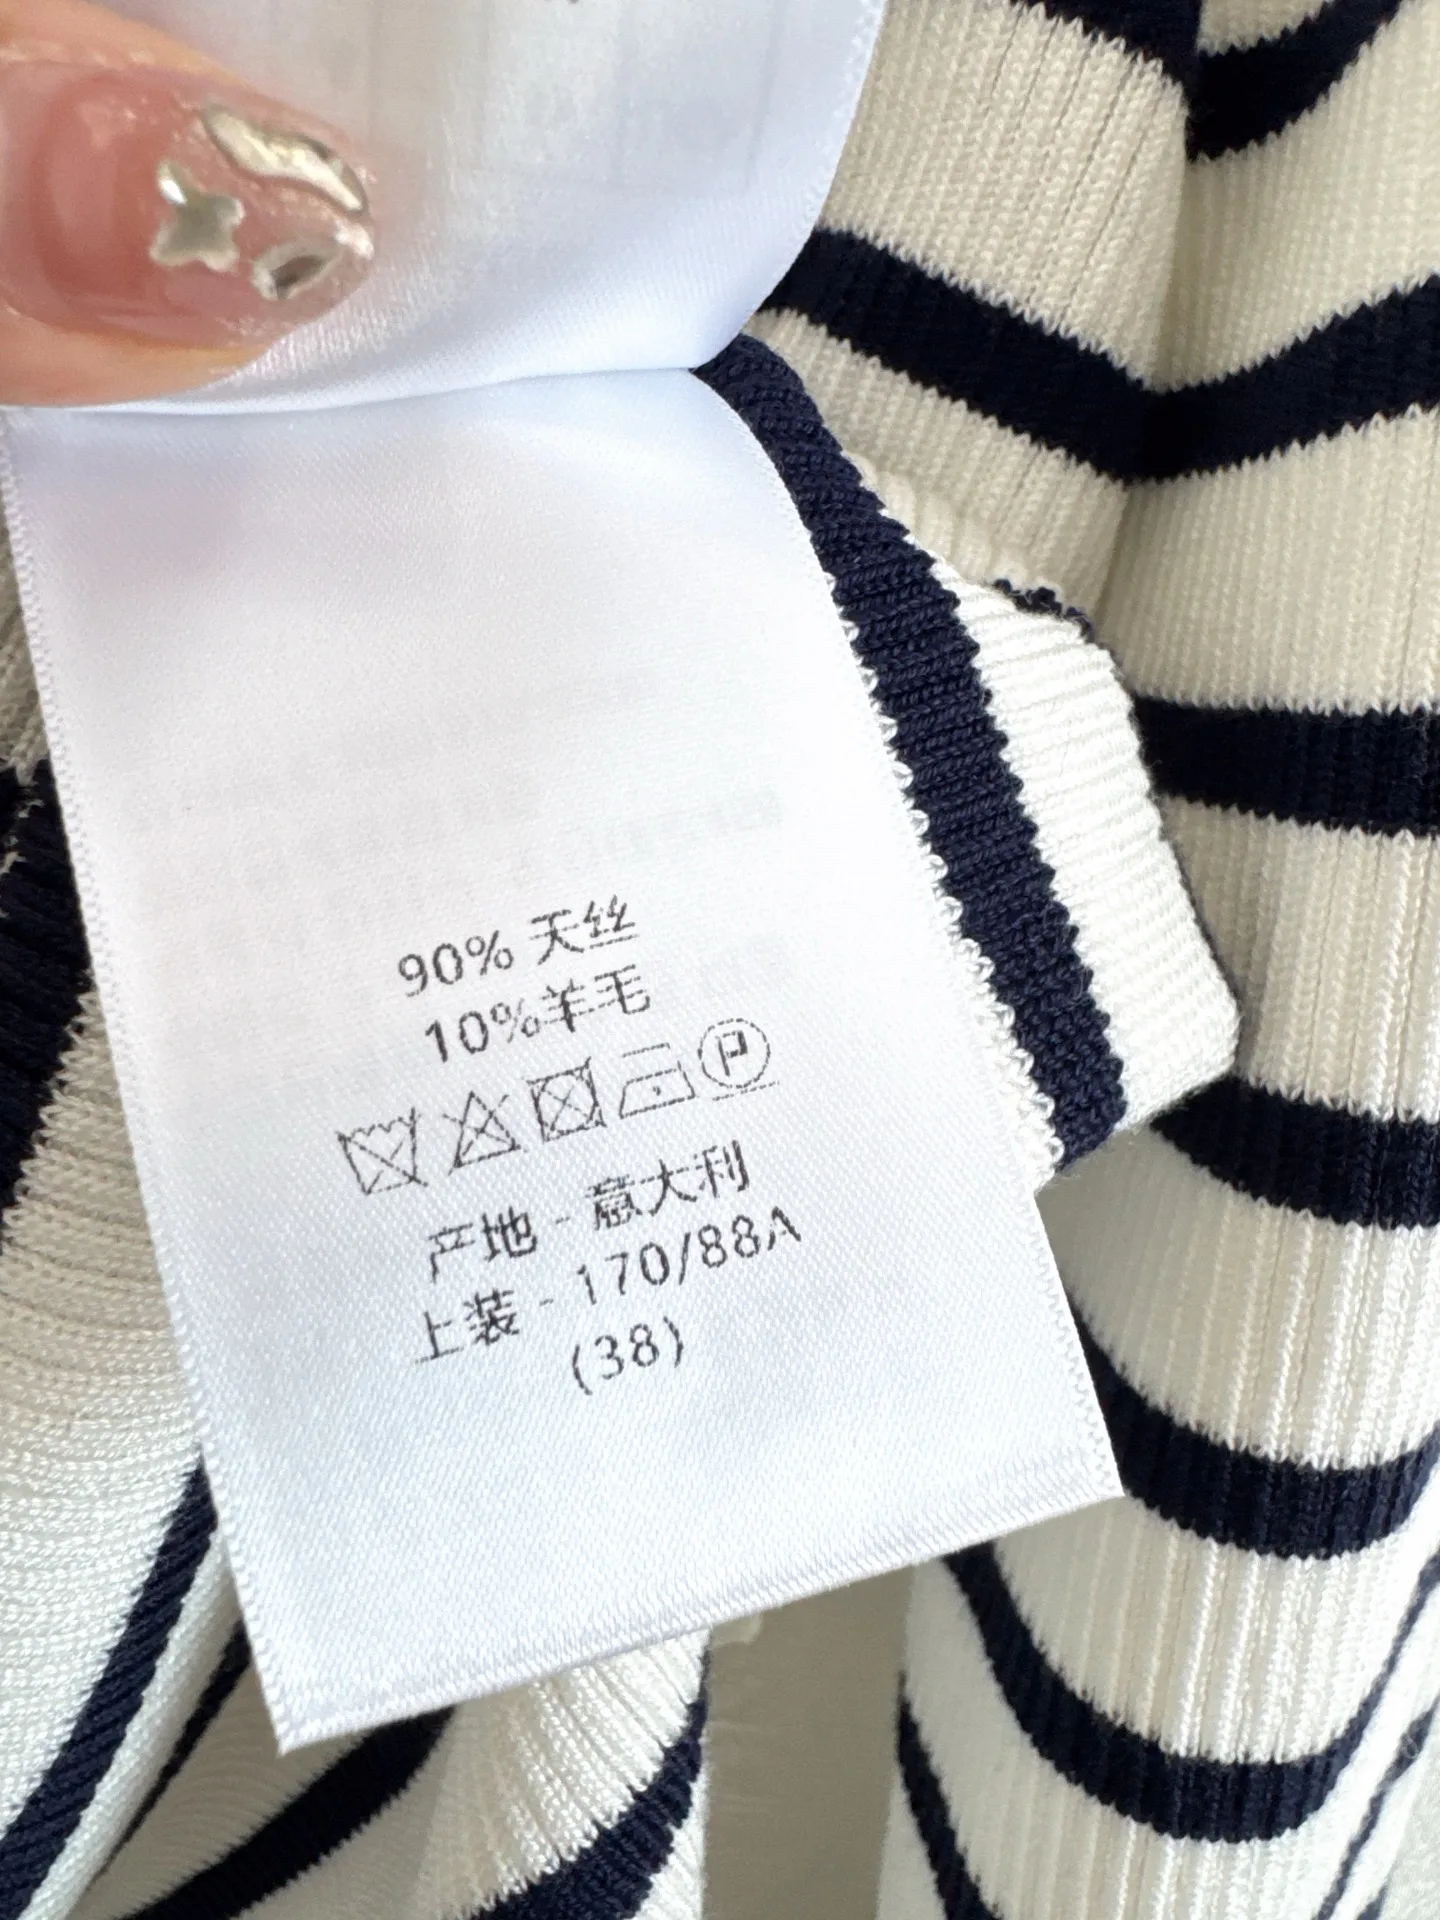 90% 天丝
10%羊毛
P
产地 - 意大利
上装 - 170/88A
(38)